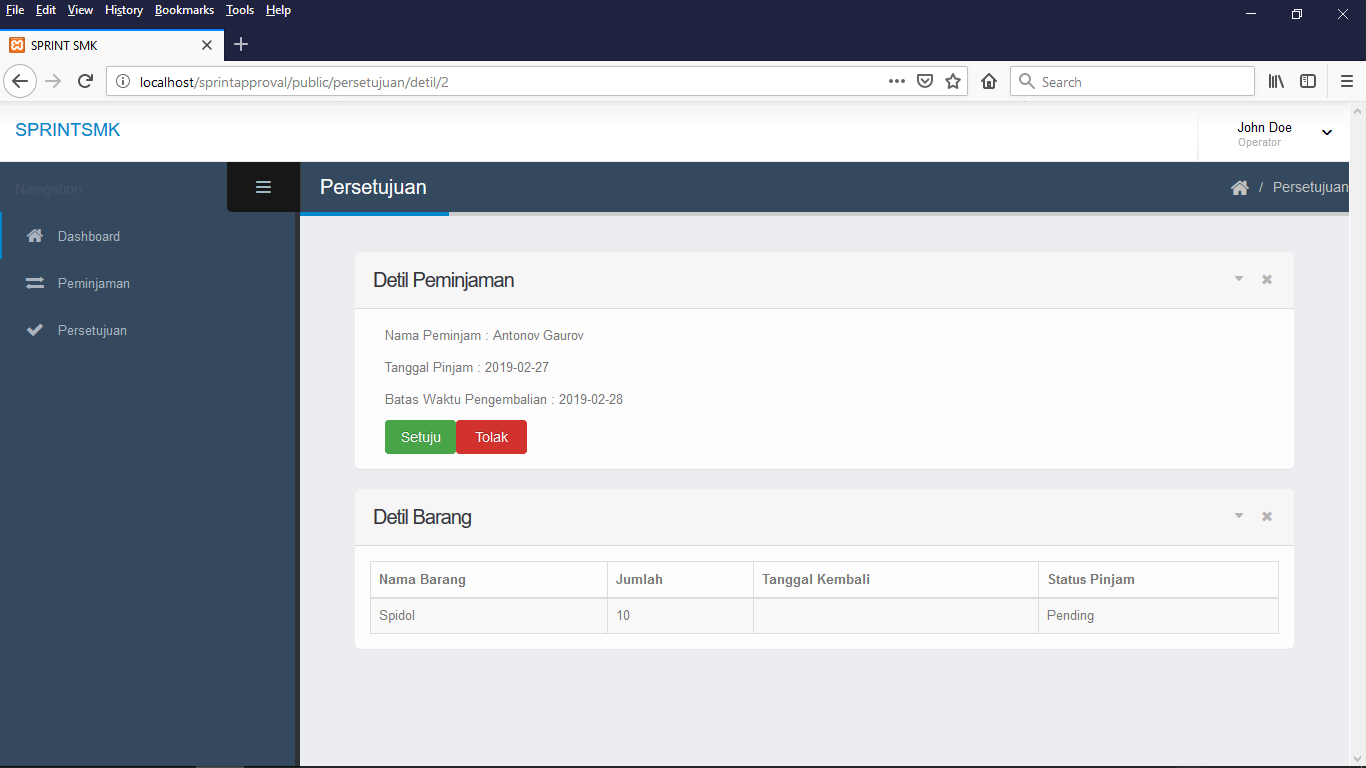 File Edit View History Bookmarks Tools Help
SPRINT SMK
localhost/sprintapproval/public/persetujuan/detil/2
Search
SPRINTSMK
John Doe
Operator
Navigation
Persetujuan
/ Persetujuan
Dashboard
Peminjaman
Persetujuan
Detil Peminjaman
Nama Peminjam : Antonov Gaurov
Tanggal Pinjam : 2019-02-27
Batas Waktu Pengembalian : 2019-02-28
Setuju Tolak
Detil Barang
Nama Barang Jumlah Tanggal Kembali Status Pinjam
Spidol 10 Pending